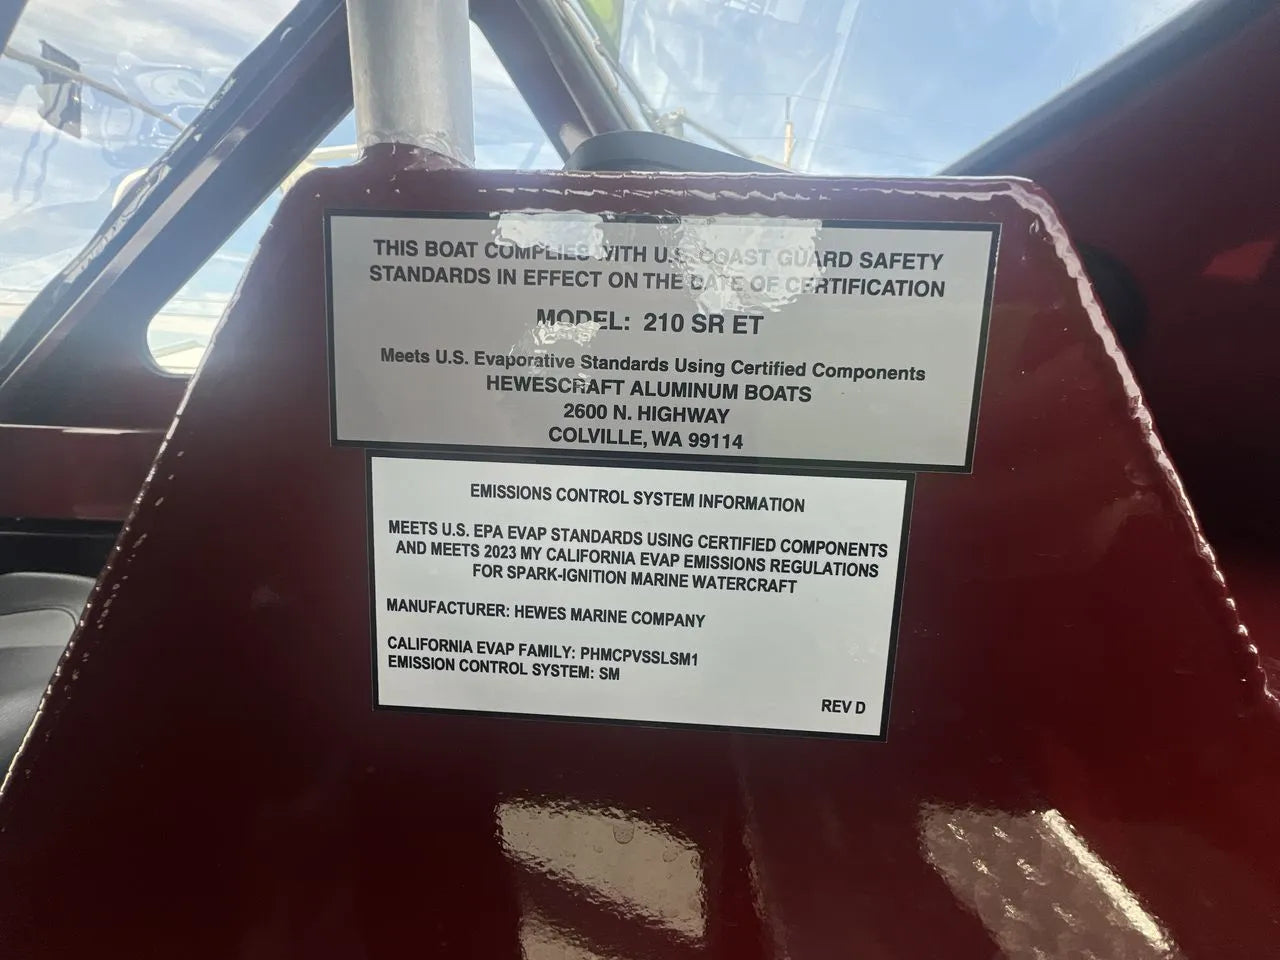 THIS BOAT COMPLIES WITH U.S. COAST GUARD SAFETY
STANDARDS IN EFFECT ON THE DATE OF CERTIFICATION
MODEL: 210 SR ET
Meets U.S. Evaporative Standards Using Certified Components
HEWESCRAFT ALUMINUM BOATS
2600 N. HIGHWAY
COLVILLE, WA 99114
EMISSIONS CONTROL SYSTEM INFORMATION
MEETS U.S. EPA EVAP STANDARDS USING CERTIFIED COMPONENTS
AND MEETS 2023 MY CALIFORNIA EVAP EMISSIONS REGULATIONS
FOR SPARK-IGNITION MARINE WATERCRAFT
MANUFACTURER: HEWES MARINE COMPANY
CALIFORNIA EVAP FAMILY: PHMCPVSSLSM1
EMISSION CONTROL SYSTEM: SM
REV D